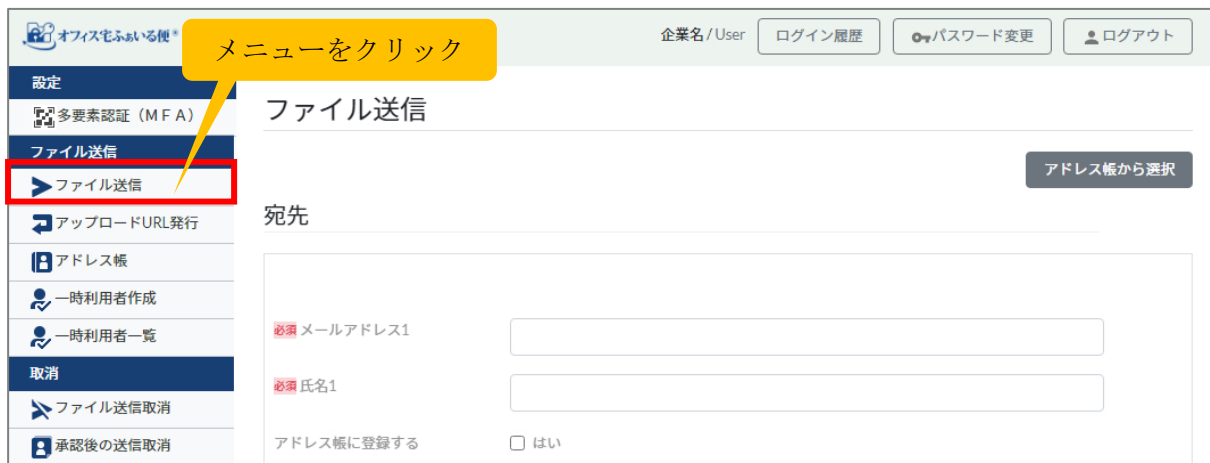 オフィス宅ふぁいる便®
メニューをクリック
企業名/User
ログイン履歴
パスワード変更
ログアウト
設定
多要素認証(MFA)
ファイル送信
ファイル送信
アップロードURL発行
アドレス帳
一時利用者作成
一時利用者一覧
取消
ファイル送信取消
承認後の送信取消
ファイル送信
アドレス帳から選択
宛先
必須 メールアドレス1
必須 氏名1
アドレス帳に登録する
はい